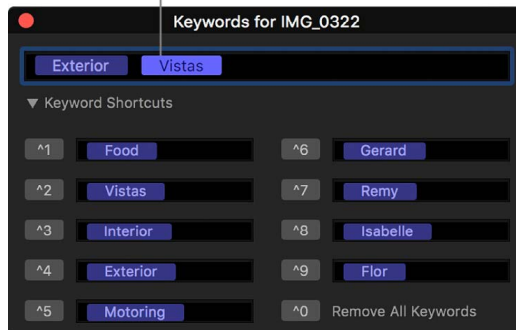 Keywords for IMG_0322
Exterior Vistas
▼ Keyword Shortcuts
^1 Food ^6 Gerard
^2 Vistas ^7 Remy
^3 Interior ^8 Isabelle
^4 Exterior ^9 Flor
^5 Motoring ^0 Remove All Keywords